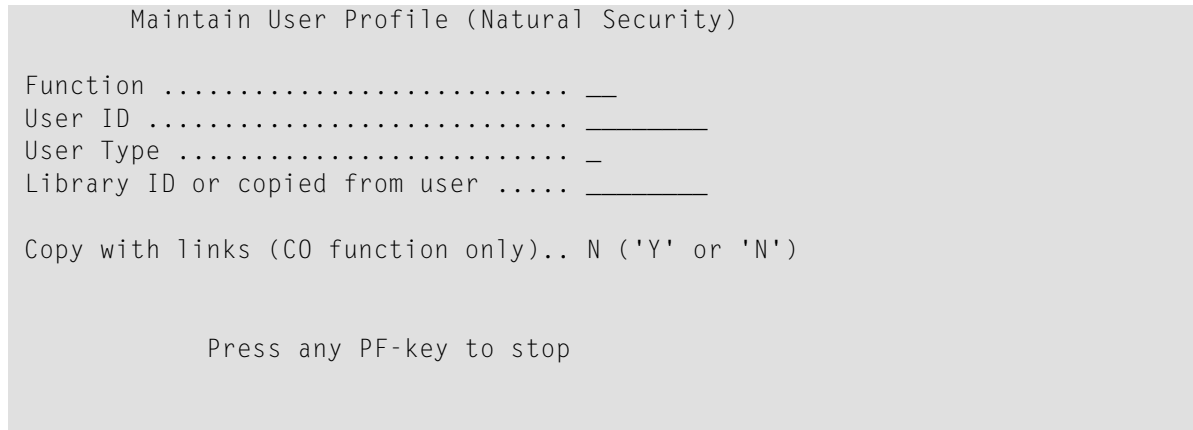 Maintain User Profile (Natural Security)
Function ........................... __
User ID ............................ ________
User Type .......................... _
Library ID or copied from user ..... ________
Copy with links (CO function only).. N ('Y' or 'N')
Press any PF-key to stop